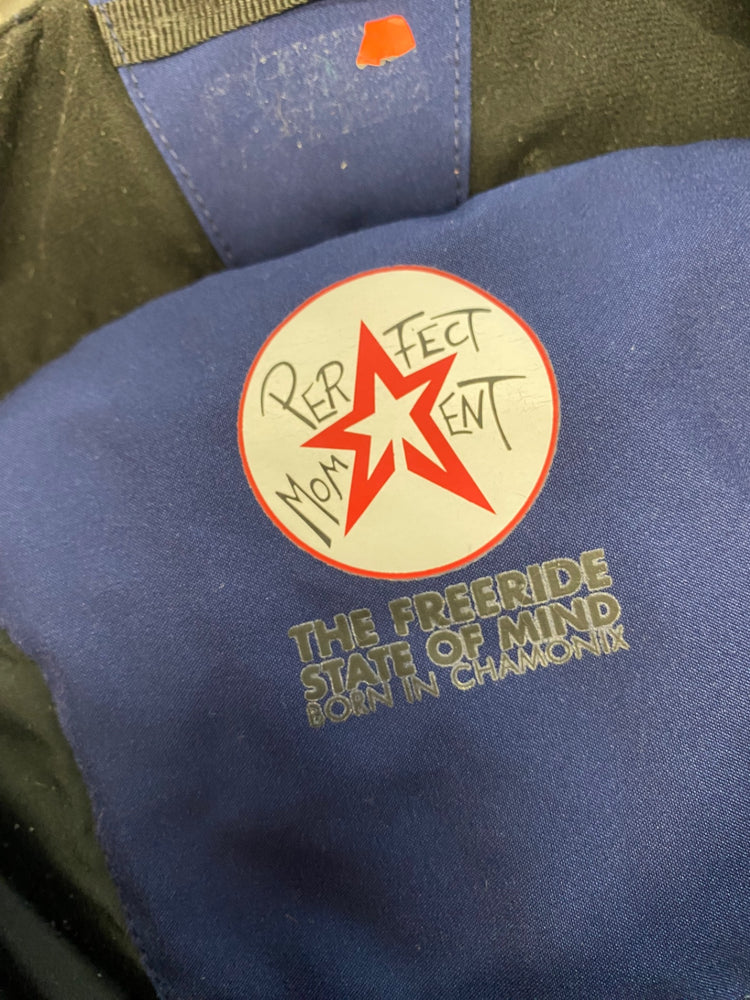 PERFECT
MOMENT
THE FREERIDE
STATE OF MIND
BORN IN CHAMONIX